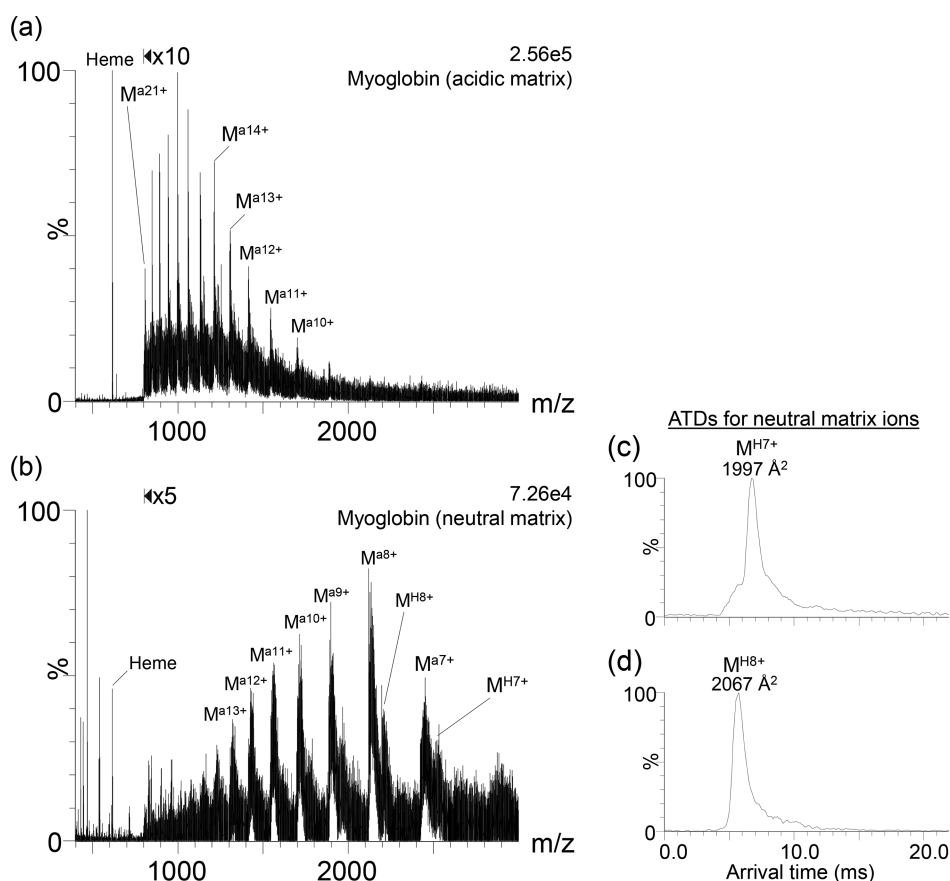 (a)
Heme
x10
2.56e5
Myoglobin (acidic matrix)
100
M^a21+
M^a14+
M^a13+
M^a12+
M^a11+
M^a10+
%
0
1000
2000
m/z
(b)
x5
7.26e4
Myoglobin (neutral matrix)
100
M^a8+
M^a9+
M^H8+
M^a10+
M^a11+
M^a7+
M^a12+
M^H7+
M^a13+
Heme
%
0
1000
2000
m/z
ATDs for neutral matrix ions
(c)
M^H7+
1997 Å²
100
%
0
(d)
M^H8+
2067 Å²
100
%
0
0.0
10.0
20.0
Arrival time (ms)